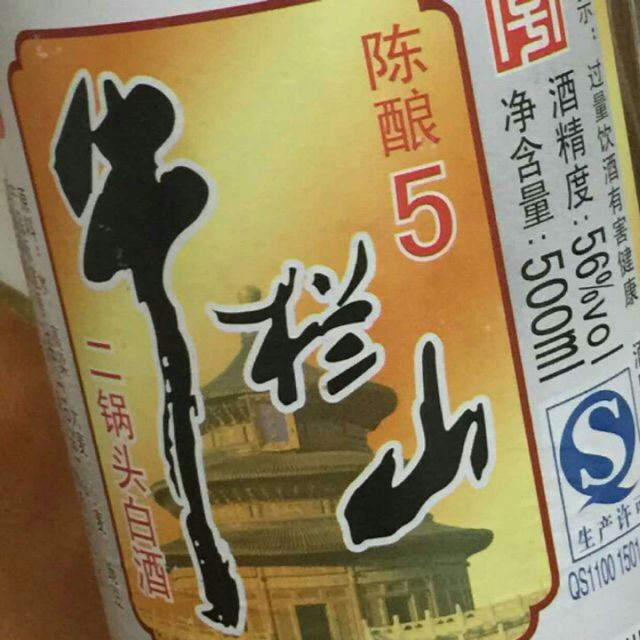 陈酿5
牛栏山
二锅头白酒
酒精度:56%vol
净含量:500ml
示:过量饮酒有害健康
生产许可
QS1100 1501